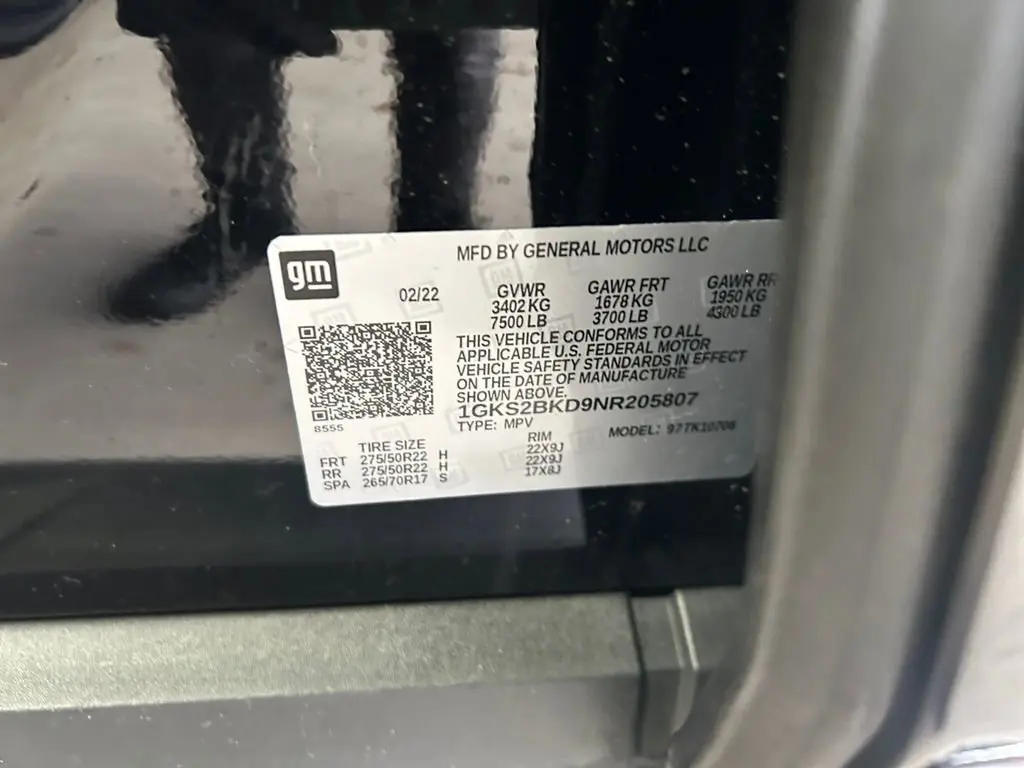 gm
MFD BY GENERAL MOTORS LLC
02/22
GVWR GAWR FRT GAWR RR
3402 KG 1678 KG 1950 KG
7500 LB 3700 LB 4300 LB
THIS VEHICLE CONFORMS TO ALL
APPLICABLE U.S. FEDERAL MOTOR
VEHICLE SAFETY STANDARDS IN EFFECT
ON THE DATE OF MANUFACTURE
SHOWN ABOVE.
1GKS2BKD9NR205807
TYPE: MPV MODEL:
8555
TIRE SIZE RIM
FRT 275/50R22 H 22X9J
RR 275/50R22 H 22X9J
SPA 265/70R17 S 17X8J